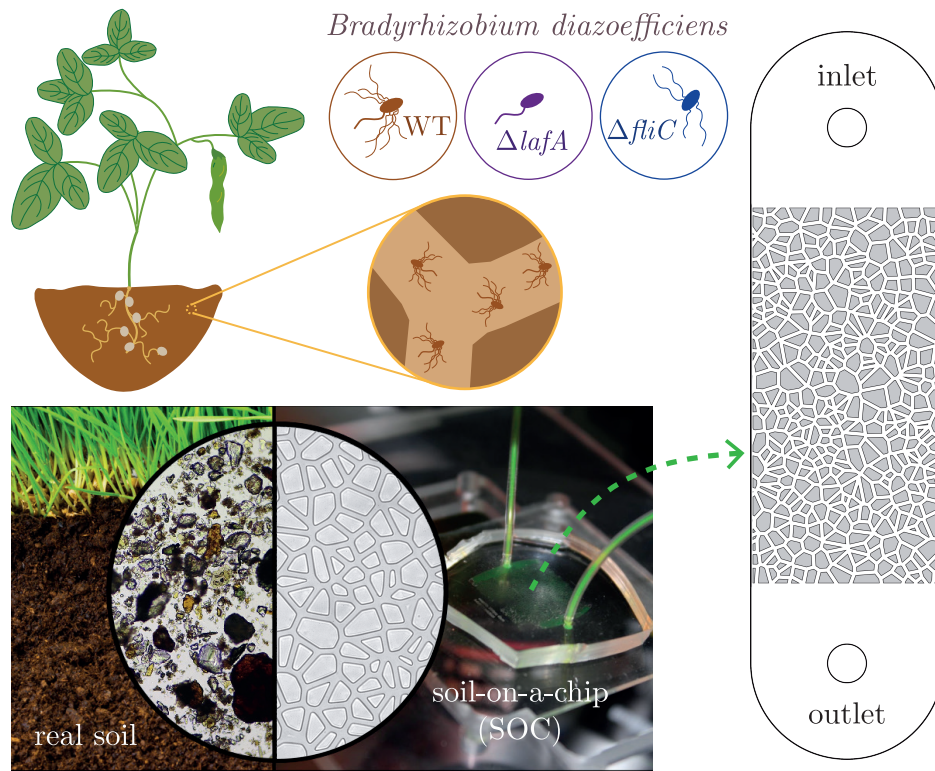 Bradyrhizobium diazoefficiens
WT
ΔlafA
ΔfliC
inlet
real soil
soil-on-a-chip
(SOC)
outlet